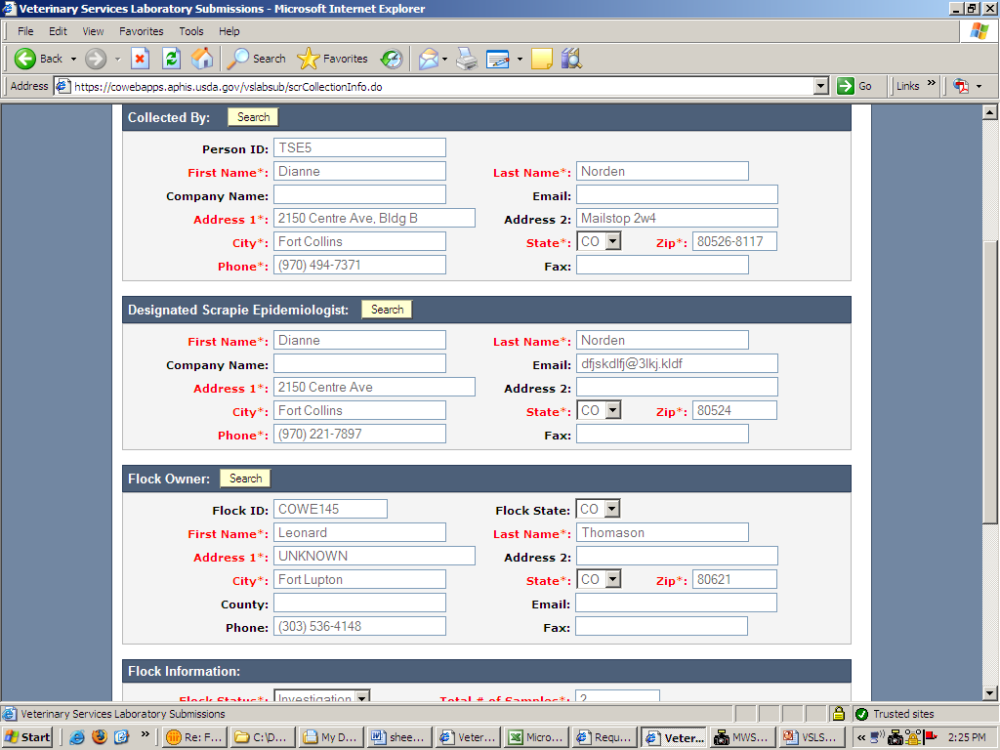 Veterinary Services Laboratory Submissions - Microsoft Internet Explorer
File Edit View Favorites Tools Help
Back Search Favorites
Address https://cowebapps.aphis.usda.gov/vslabsub/scrCollectionInfo.do Go Links »
Collected By: Search
Person ID: TSE5
First Name*: Dianne Last Name*: Norden
Company Name: Email:
Address 1*: 2150 Centre Ave, Bldg B Address 2: Mailstop 2w4
City*: Fort Collins State*: CO Zip*: 80526-8117
Phone*: (970) 494-7371 Fax:
Designated Scrapie Epidemiologist: Search
First Name*: Dianne Last Name*: Norden
Company Name: Email: dfjskdlfj@3lkj.kldf
Address 1*: 2150 Centre Ave Address 2:
City*: Fort Collins State*: CO Zip*: 80524
Phone*: (970) 221-7897 Fax:
Flock Owner: Search
Flock ID: COWE145 Flock State: CO
First Name*: Leonard Last Name*: Thomason
Address 1*: UNKNOWN Address 2:
City*: Fort Lupton State*: CO Zip*: 80621
County: Email:
Phone: (303) 536-4148 Fax:
Flock Information:
Flock Status*: Investigation Total # of Samples*: 2
Veterinary Services Laboratory Submissions Trusted sites
Start » Re: F... C:\D... My D... shee... Veter... Micro... Requ... Veter... MWS... VSLS... « 2:25 PM